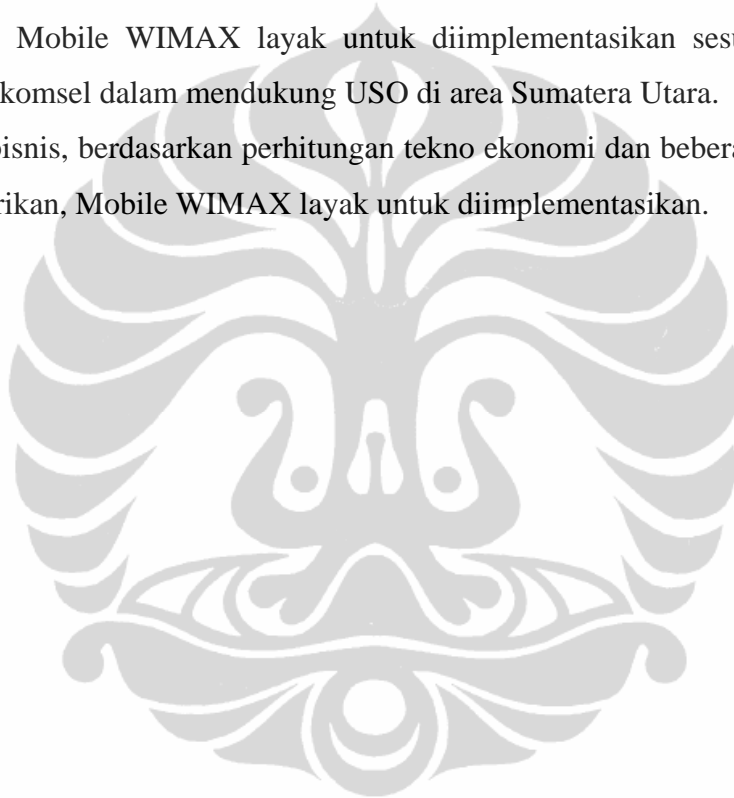 Mobile WIMAX layak untuk diimplementasikan sesu
komsel dalam mendukung USO di area Sumatera Utara.
bisnis, berdasarkan perhitungan tekno ekonomi dan bebera
rikan, Mobile WIMAX layak untuk diimplementasikan.